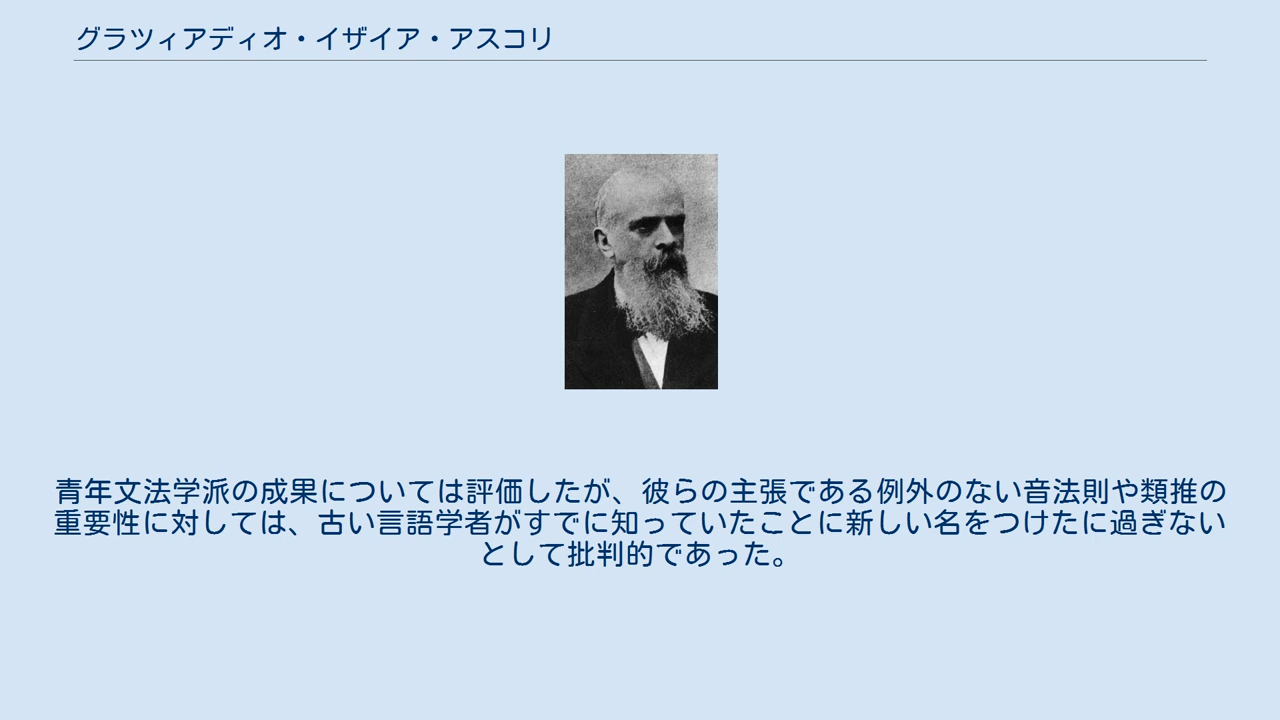 グラツィアディオ・イザイア・アスコリ
青年文法学派の成果については評価したが、彼らの主張である例外のない音法則や類推の
重要性に対しては、古い言語学者がすでに知っていたことに新しい名をつけたに過ぎない
として批判的であった。